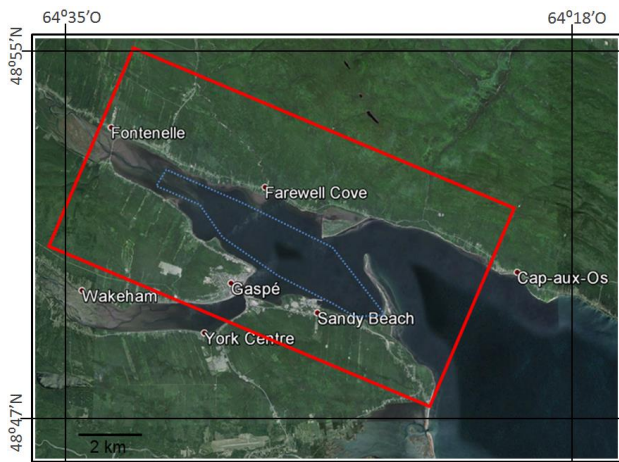 64°35'O
64°18'O
48°55'N
Fontenelle
Farewell Cove
Cap-aux-Os
Gaspé
Wakeham
Sandy Beach
York Centre
48°47'N
2 km